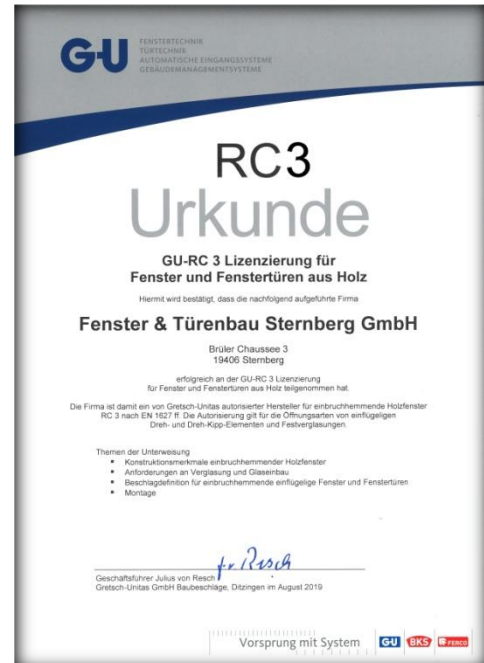 GU
FENSTERTECHNIK
TÜRTECHNIK
AUTOMATISCHE EINGANGSSYSTEME
GEBÄUDEMANAGEMENTSYSTEME
RC3
Urkunde
GU-RC 3 Lizenzierung für
Fenster und Fenstertüren aus Holz
Hiermit wird bestätigt, dass die nachfolgend aufgeführte Firma
Fenster & Türenbau Sternberg GmbH
Brüler Chaussee 3
19406 Sternberg
erfolgreich an der GU-RC 3 Lizenzierung
für Fenster und Fenstertüren aus Holz teilgenommen hat.
Die Firma ist damit ein von Gretsch-Unitas autorisierter Hersteller für einbruchhemmende Holzfenster
RC 3 nach EN 1627 ff. Die Autorisierung gilt für die Öffnungsarten von einflügeligen
Dreh- und Dreh-Kipp-Elementen und Festverglasungen.
Themen der Unterweisung
▪ Konstruktionsmerkmale einbruchhemmender Holzfenster
▪ Anforderungen an Verglasung und Glaseinbau
▪ Beschlagdefinition für einbruchhemmende einflügelige Fenster und Fenstertüren
▪ Montage
Geschäftsführer Julius von Resch
Gretsch-Unitas GmbH Baubeschläge, Ditzingen im August 2019
Vorsprung mit System
GU BKS FERCO